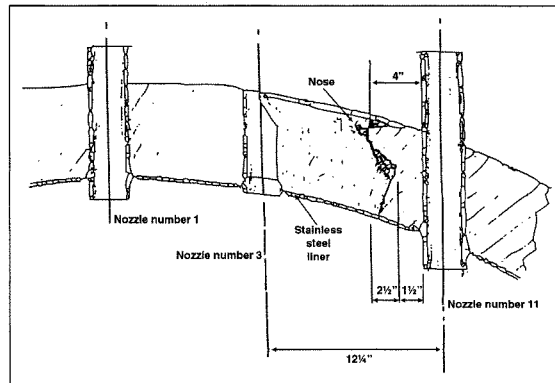 4"
Nose
Nozzle number 1
Nozzle number 3
Stainless
steel
liner
2½"
1½"
Nozzle number 11
12¼"